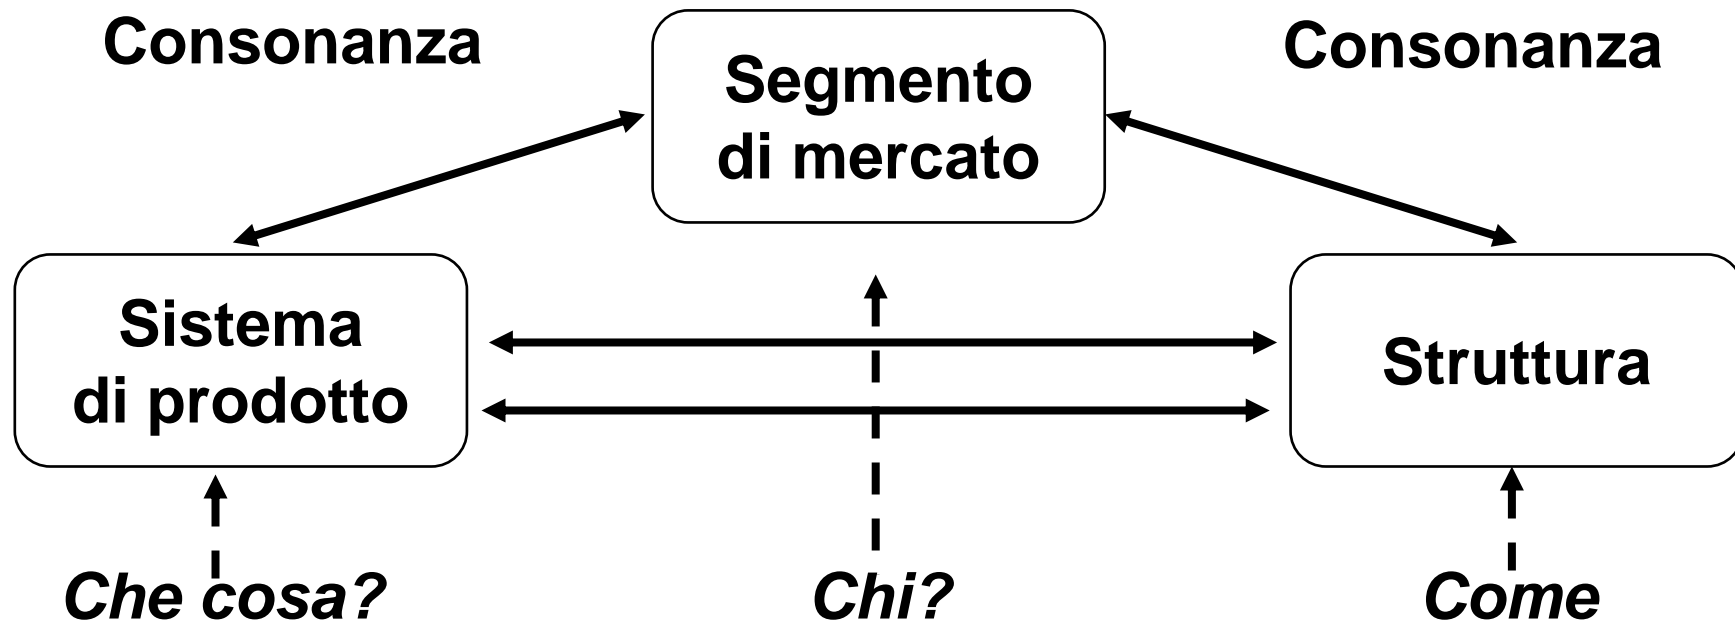 Consonanza
Segmento
di mercato
Consonanza
Sistema
di prodotto
Struttura
Che cosa?
Chi?
Come